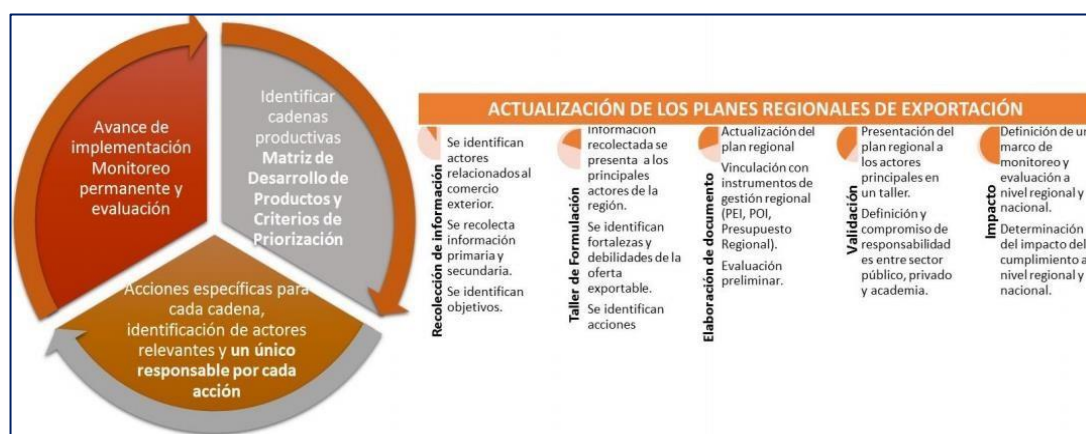 Avance de
implementación
Monitoreo
permanente y
evaluación
Identificar
cadenas
productivas
Matriz de
Desarrollo de
Productos y
Criterios de
Priorización
Acciones específicas para
cada cadena,
identificación de actores
relevantes y un único
responsable por cada
acción
ACTUALIZACIÓN DE LOS PLANES REGIONALES DE EXPORTACIÓN
Recolección de información
Se identifican
actores
relacionados al
comercio
exterior.
Se recolecta
información
primaria y
secundaria.
Se identifican
objetivos.
Taller de Formulación
Información
recolectada se
presenta a los
principales
actores de la
región.
Se identifican
fortalezas y
debilidades de la
oferta
exportable.
Se identifican
acciones
Elaboración de documento
Actualización del
plan regional
Vinculación con
instrumentos de
gestión regional
(PEI, POI,
Presupuesto
Regional).
Evaluación
preliminar.
Validación
Presentación del
plan regional a
los actores
principales en
un taller.
Definición y
compromiso de
responsabilidad
es entre sector
público, privado
y academia.
Impacto
Definición de un
marco de
monitoreo y
evaluación a
nivel regional y
nacional.
Determinación
del impacto del
cumplimiento a
nivel regional y
nacional.